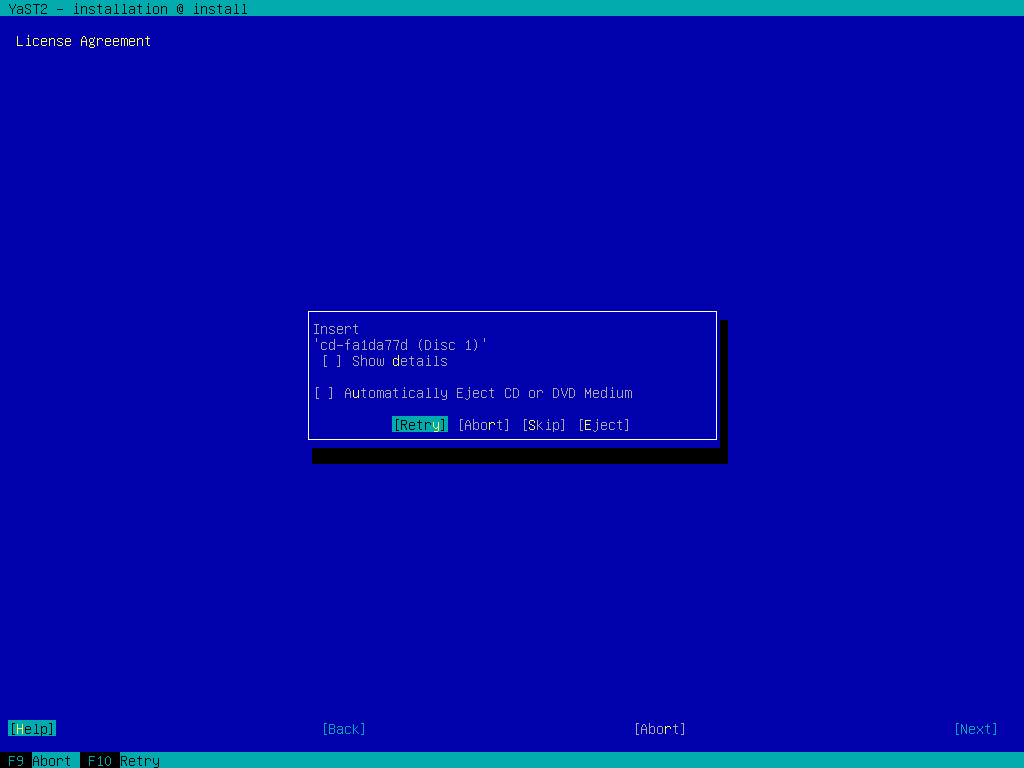 YaST2 - installation @ install
License Agreement
Insert
'cd-fa1da77d (Disc 1)'
[ ] Show details
[ ] Automatically Eject CD or DVD Medium
[Retry] [Abort] [Skip] [Eject]
[Help] [Back] [Abort] [Next]
F9 Abort F10 Retry